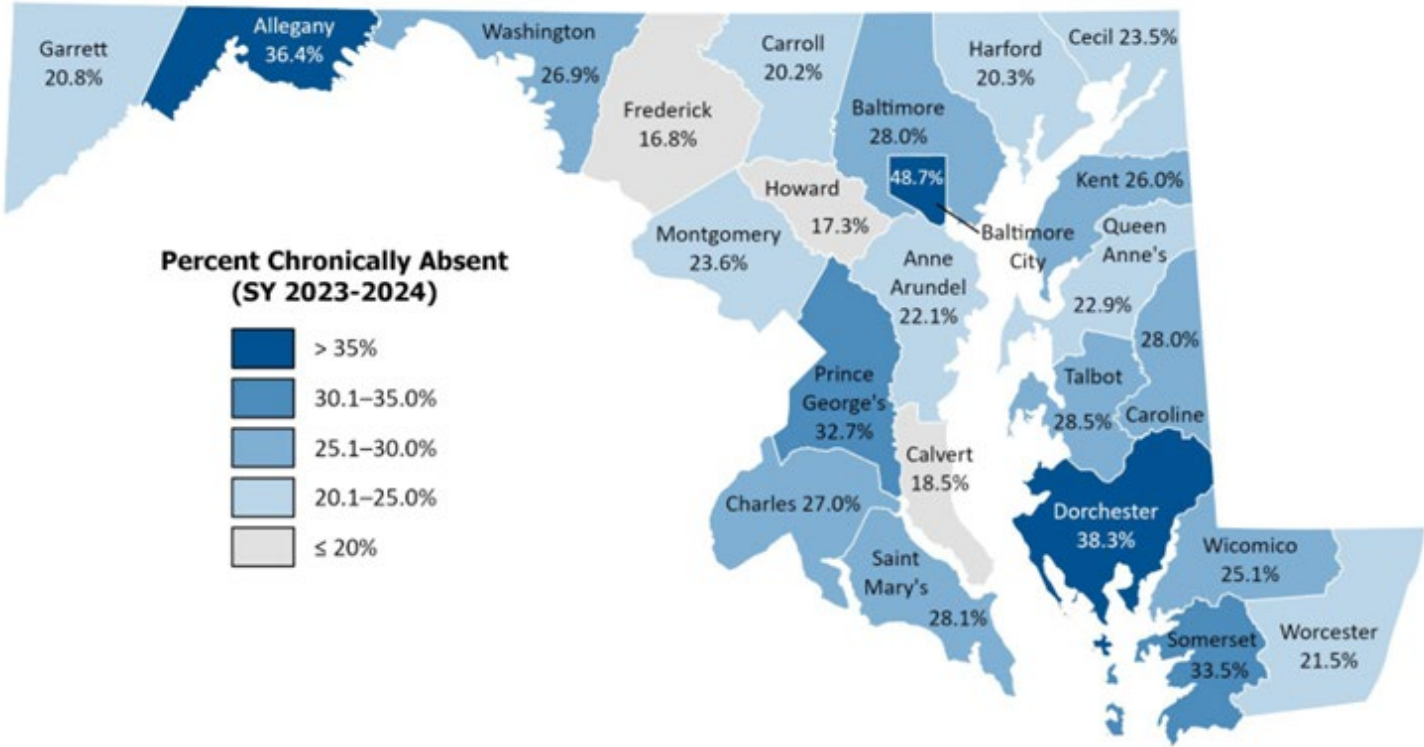 Garrett
20.8%
Allegany
36.4%
Washington
26.9%
Frederick
16.8%
Carroll
20.2%
Baltimore
28.0%
48.7%
Baltimore
City
Harford
20.3%
Cecil 23.5%
Kent 26.0%
Queen
Anne's
22.9%
Howard
17.3%
Montgomery
23.6%
Anne
Arundel
22.1%
28.0%
Caroline
Talbot
28.5%
Prince
George's
32.7%
Calvert
18.5%
Charles 27.0%
Saint
Mary's
28.1%
Dorchester
38.3%
Wicomico
25.1%
Somerset
33.5%
Worcester
21.5%
Percent Chronically Absent
(SY 2023-2024)
> 35%
30.1–35.0%
25.1–30.0%
20.1–25.0%
≤ 20%